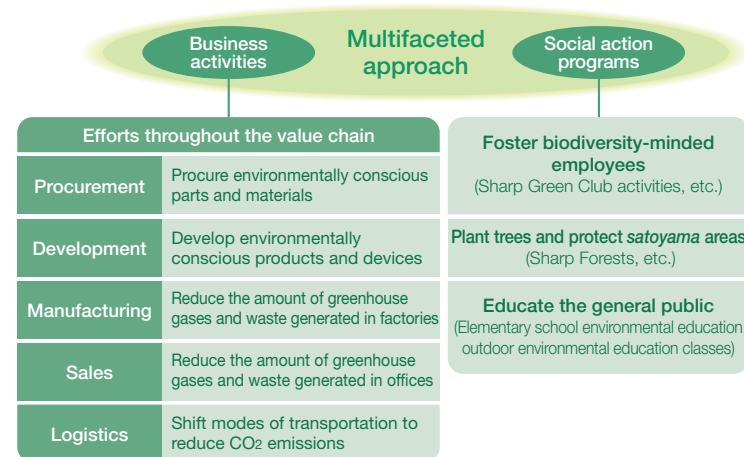 Business
activities
Multifaceted
approach
Social action
programs
Efforts throughout the value chain
Procurement
Procure environmentally conscious
parts and materials
Development
Develop environmentally
conscious products and devices
Manufacturing
Reduce the amount of greenhouse
gases and waste generated in factories
Sales
Reduce the amount of greenhouse
gases and waste generated in offices
Logistics
Shift modes of transportation to
reduce CO2 emissions
Foster biodiversity-minded
employees
(Sharp Green Club activities, etc.)
Plant trees and protect satoyama areas
(Sharp Forests, etc.)
Educate the general public
(Elementary school environmental education
outdoor environmental education classes)